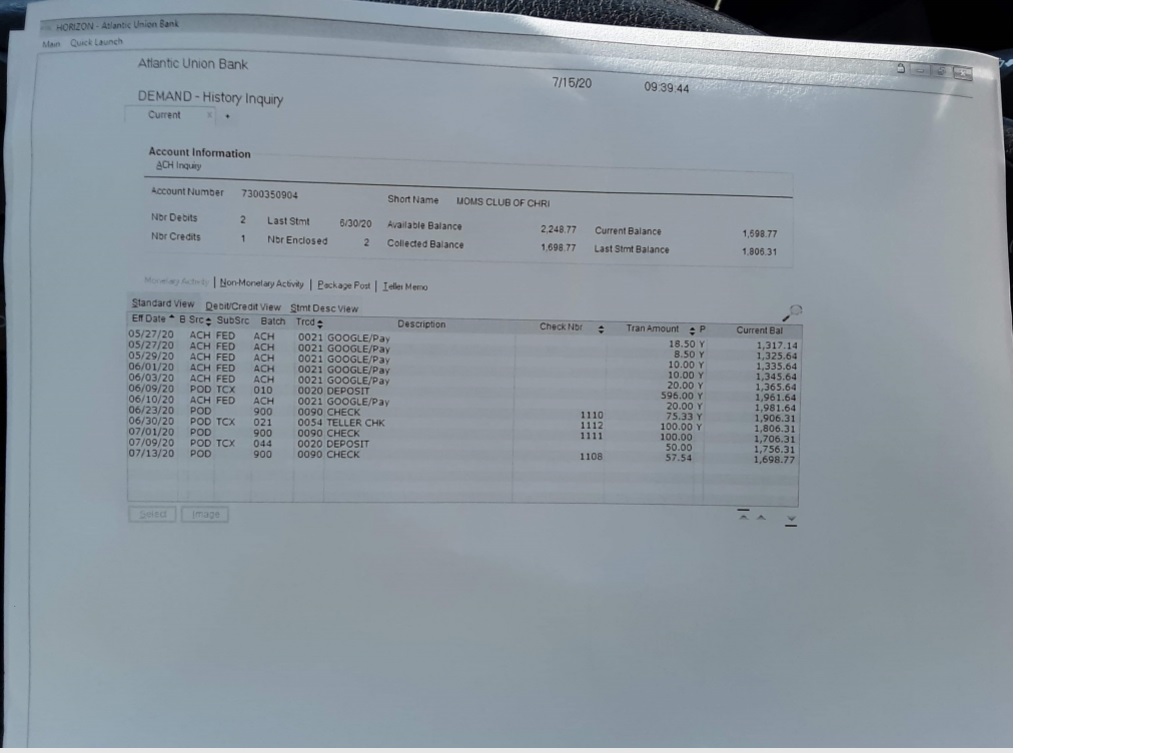 HORIZON - Atlantic Union Bank
Main Quick Launch
Atlantic Union Bank
7/15/20 09:39:44
DEMAND - History Inquiry
Current
Account Information
ACH Inquiry
Account Number 7300350904 Short Name MOMS CLUB OF CHRI
Nbr Debits 2 Last Stmt 6/30/20 Available Balance 2,248.77 Current Balance 1,698.77
Nbr Credits 1 Nbr Enclosed 2 Collected Balance 1,698.77 Last Stmt Balance 1,806.31
Monetary Activity | Non-Monetary Activity | Package Post | Teller Memo
Standard View Debit/Credit View Stmt Desc View
Eff Date B Src SubSrc Batch Trcd Description Check Nbr Tran Amount P Current Bal
05/27/20 ACH FED ACH 0021 GOOGLE/Pay 18.50 Y 1,317.14
05/27/20 ACH FED ACH 0021 GOOGLE/Pay 8.50 Y 1,325.64
05/29/20 ACH FED ACH 0021 GOOGLE/Pay 10.00 Y 1,335.64
06/01/20 ACH FED ACH 0021 GOOGLE/Pay 10.00 Y 1,345.64
06/03/20 ACH FED ACH 0021 GOOGLE/Pay 20.00 Y 1,365.64
06/09/20 POD TCX 010 0020 DEPOSIT 596.00 Y 1,961.64
06/10/20 ACH FED ACH 0021 GOOGLE/Pay 20.00 Y 1,981.64
06/23/20 POD 900 0090 CHECK 1110 75.33 Y 1,906.31
06/30/20 POD TCX 021 0054 TELLER CHK 1112 100.00 Y 1,806.31
07/01/20 POD 900 0090 CHECK 1111 100.00 1,706.31
07/09/20 POD TCX 044 0020 DEPOSIT 50.00 1,756.31
07/13/20 POD 900 0090 CHECK 1108 57.54 1,698.77
Select Image